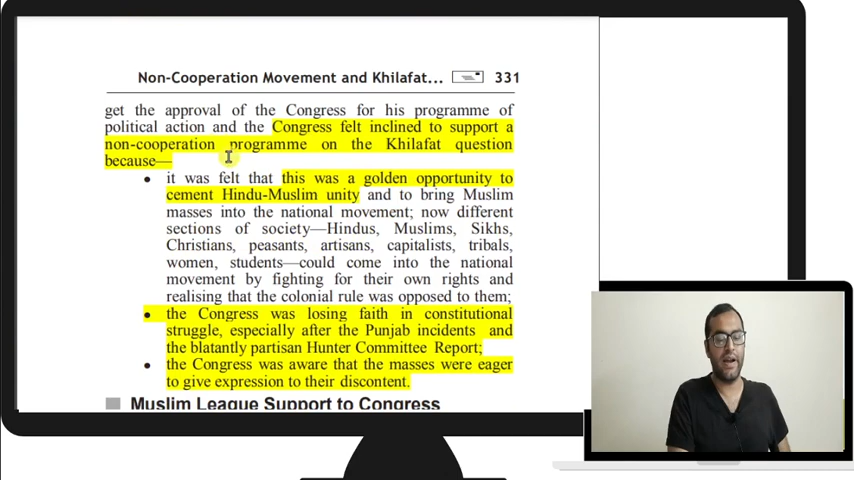 Non-Cooperation Movement and Khilafat... 331
get the approval of the Congress for his programme of
political action and the Congress felt inclined to support a
non-cooperation programme on the Khilafat question
because—
• it was felt that this was a golden opportunity to
cement Hindu-Muslim unity and to bring Muslim
masses into the national movement; now different
sections of society—Hindus, Muslims, Sikhs,
Christians, peasants, artisans, capitalists, tribals,
women, students—could come into the national
movement by fighting for their own rights and
realising that the colonial rule was opposed to them;
• the Congress was losing faith in constitutional
struggle, especially after the Punjab incidents and
the blatantly partisan Hunter Committee Report;
• the Congress was aware that the masses were eager
to give expression to their discontent.
Muslim League Support to Congress